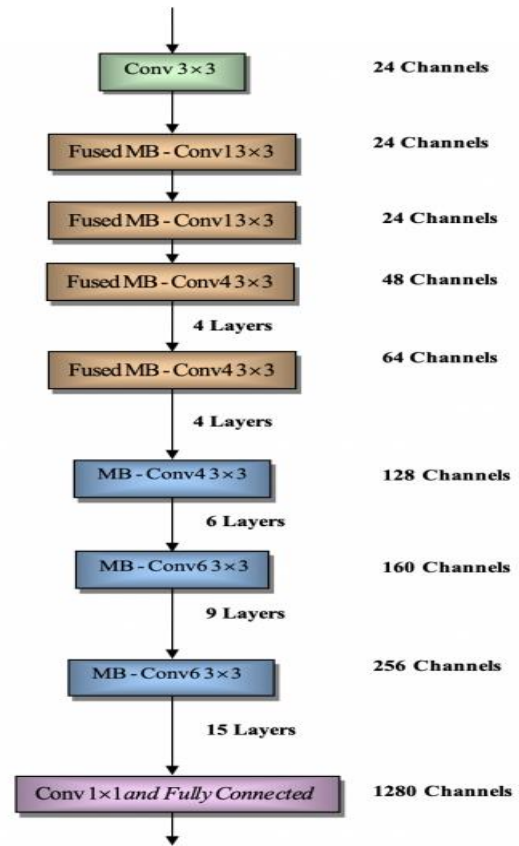 Conv 3×3 24 Channels
Fused MB - Conv1 3×3 24 Channels
Fused MB - Conv1 3×3 24 Channels
Fused MB - Conv4 3×3 48 Channels
4 Layers
Fused MB - Conv4 3×3 64 Channels
4 Layers
MB - Conv4 3×3 128 Channels
6 Layers
MB - Conv6 3×3 160 Channels
9 Layers
MB - Conv6 3×3 256 Channels
15 Layers
Conv 1×1 and Fully Connected 1280 Channels